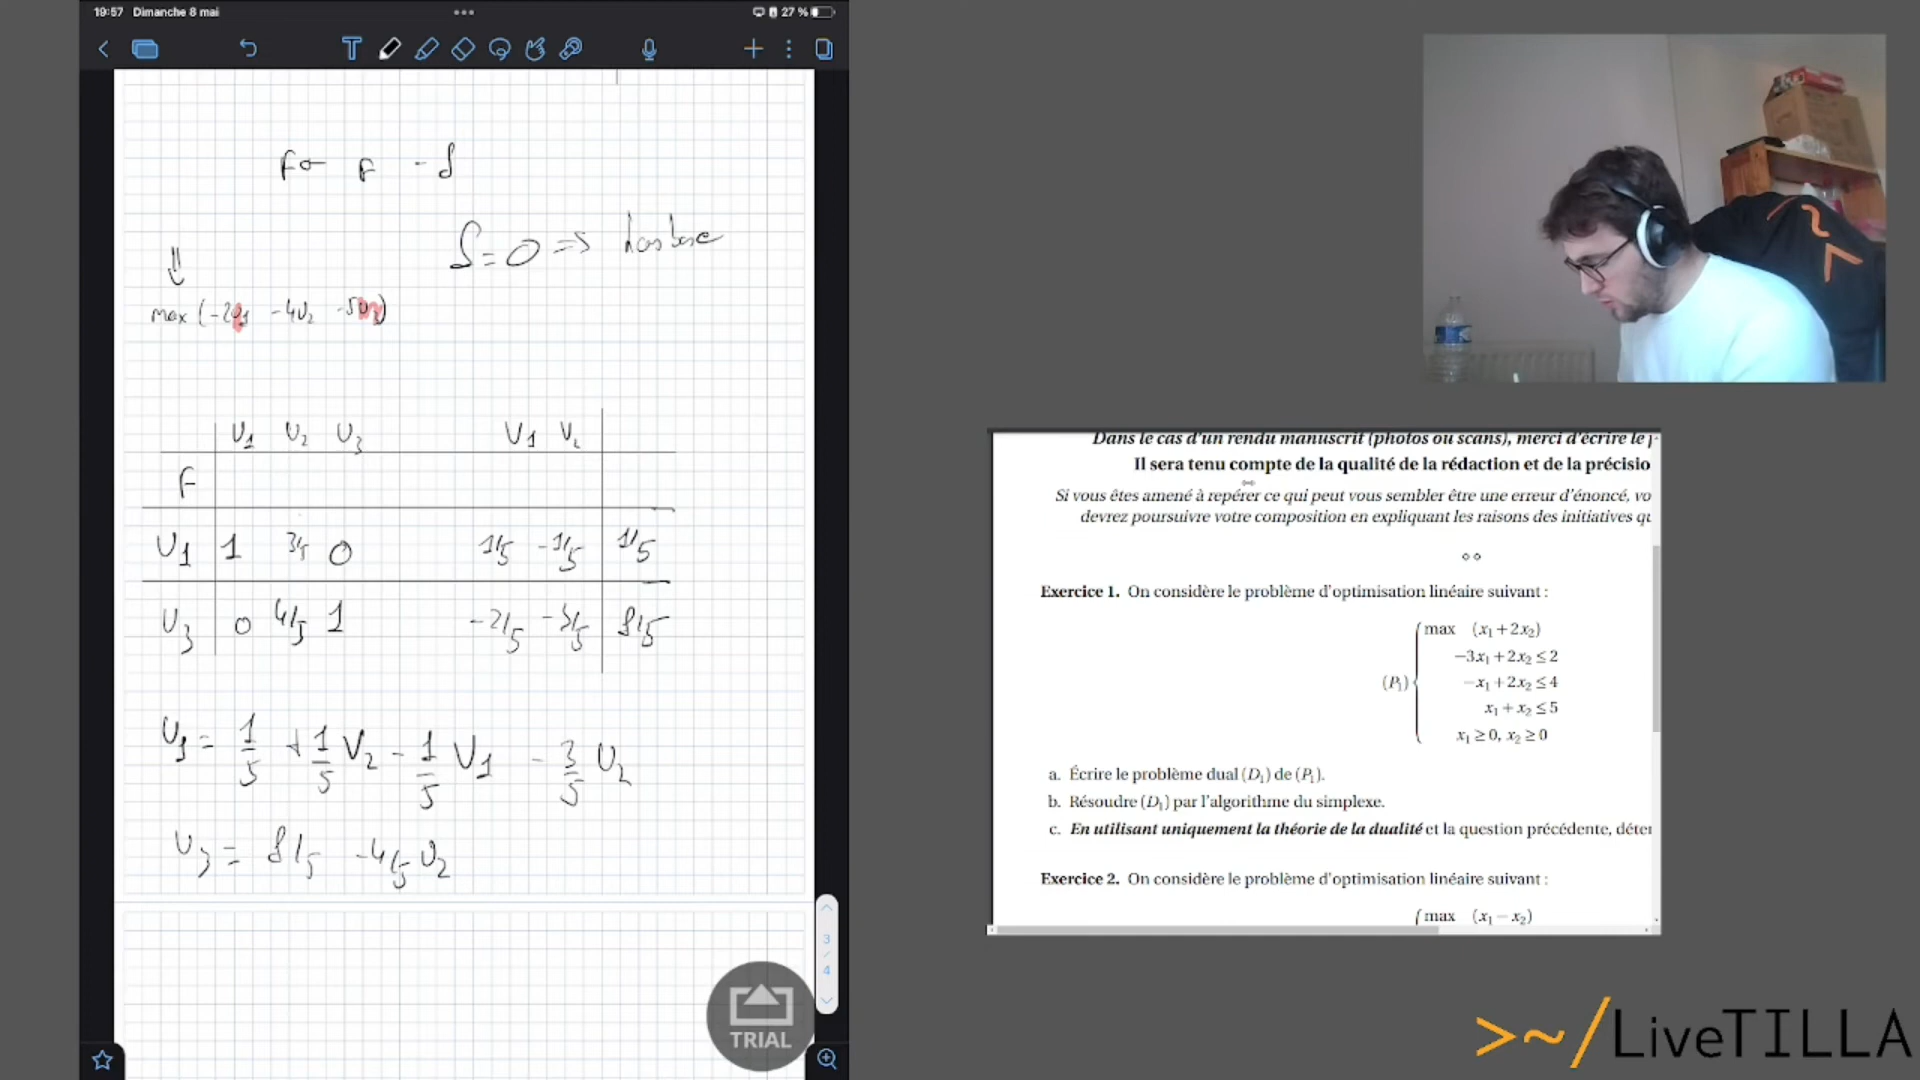 19:57 Dimanche 8 mai
27 %
F - S
S = 0 => hors base
⇓
max (-2U1 -4U2 -5U3)
U1 U2 U3 V1 V2
F
U1 1 3/5 0 1/5 -1/5 1/5
U3 0 4/5 1 -2/5 -3/5 8/5
U1 = 1/5 + 1/5 V2 - 1/5 V1 - 3/5 U2
U3 = 8/5 -4/5 U2
3
4
TRIAL
Dans le cas d'un rendu manuscrit (photos ou scans), merci d'écrire le
Il sera tenu compte de la qualité de la rédaction et de la précisio
Si vous êtes amené à repérer ce qui peut vous sembler être une erreur d'énoncé, vo
devrez poursuivre votre composition en expliquant les raisons des initiatives qu
Exercice 1. On considère le problème d'optimisation linéaire suivant :
max (x1+2x2)
−3x1+2x2 ≤ 2
(P1)
−x1+2x2 ≤ 4
x1+x2 ≤ 5
x1 ≥ 0, x2 ≥ 0
a. Écrire le problème dual (D1) de (P1).
b. Résoudre (D1) par l'algorithme du simplexe.
c. En utilisant uniquement la théorie de la dualité et la question précédente, déter
Exercice 2. On considère le problème d'optimisation linéaire suivant :
max (x1 − x2)
>~/LiveTILLA